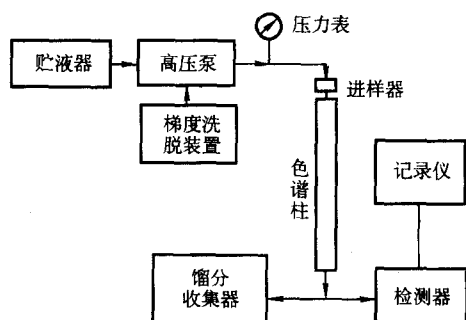 压力表
贮液器
高压泵
进样器
梯度洗
脱装置
色谱柱
记录仪
馏分
收集器
检测器